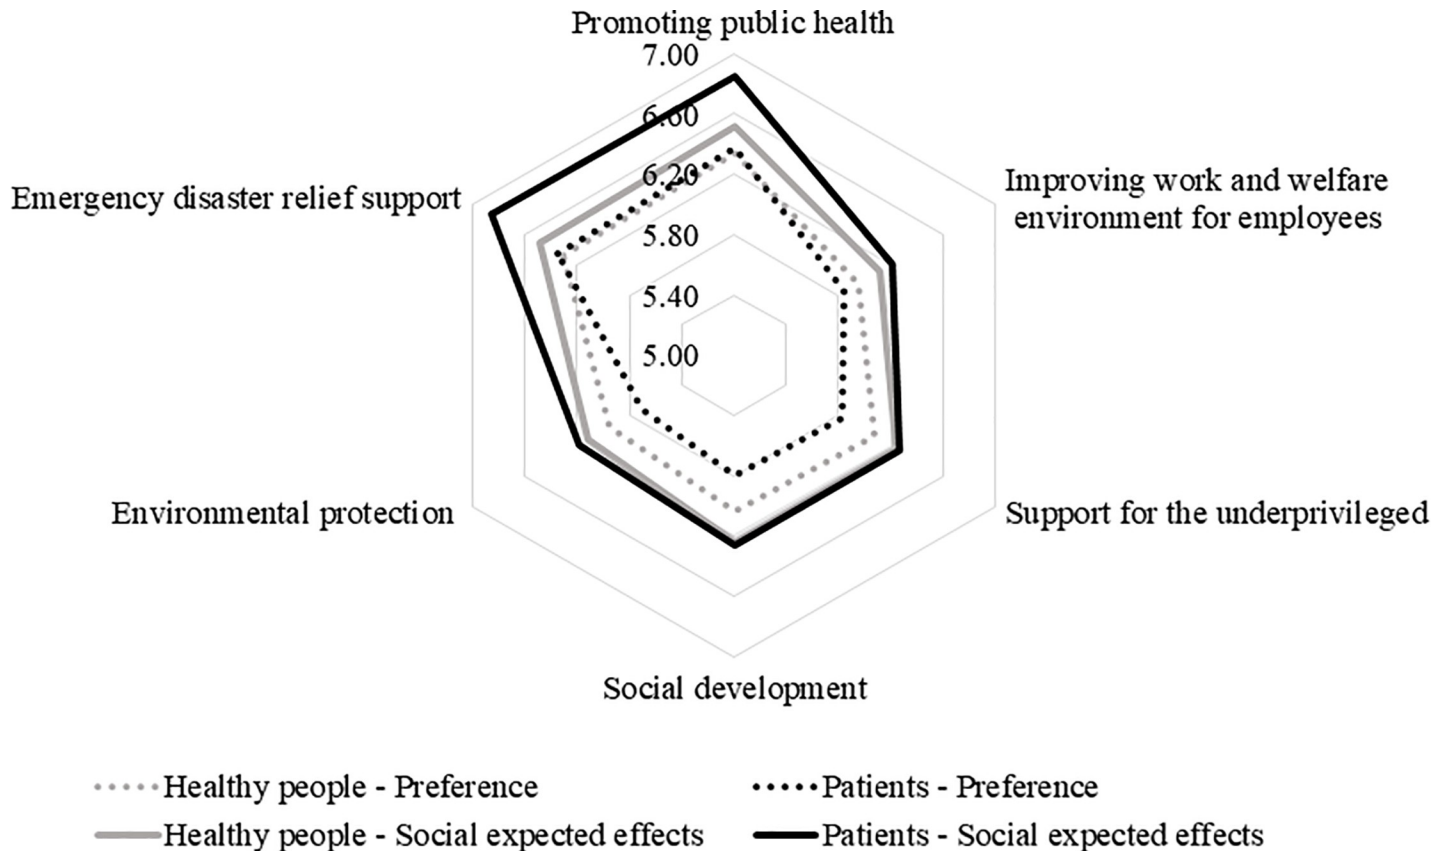 Promoting public health
7.00
6.60
6.20
5.80
5.40
5.00
Emergency disaster relief support
Improving work and welfare
environment for employees
Environmental protection
Support for the underprivileged
Social development
Healthy people - Preference
Patients - Preference
Healthy people - Social expected effects
Patients - Social expected effects